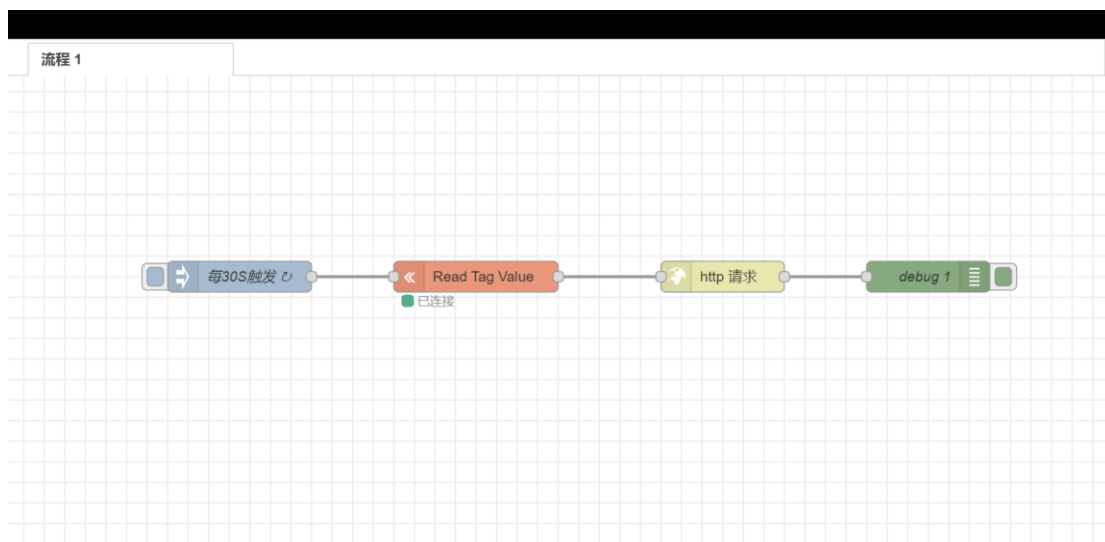 流程 1
每30S触发 ↻
Read Tag Value
http 请求
debug 1
已连接